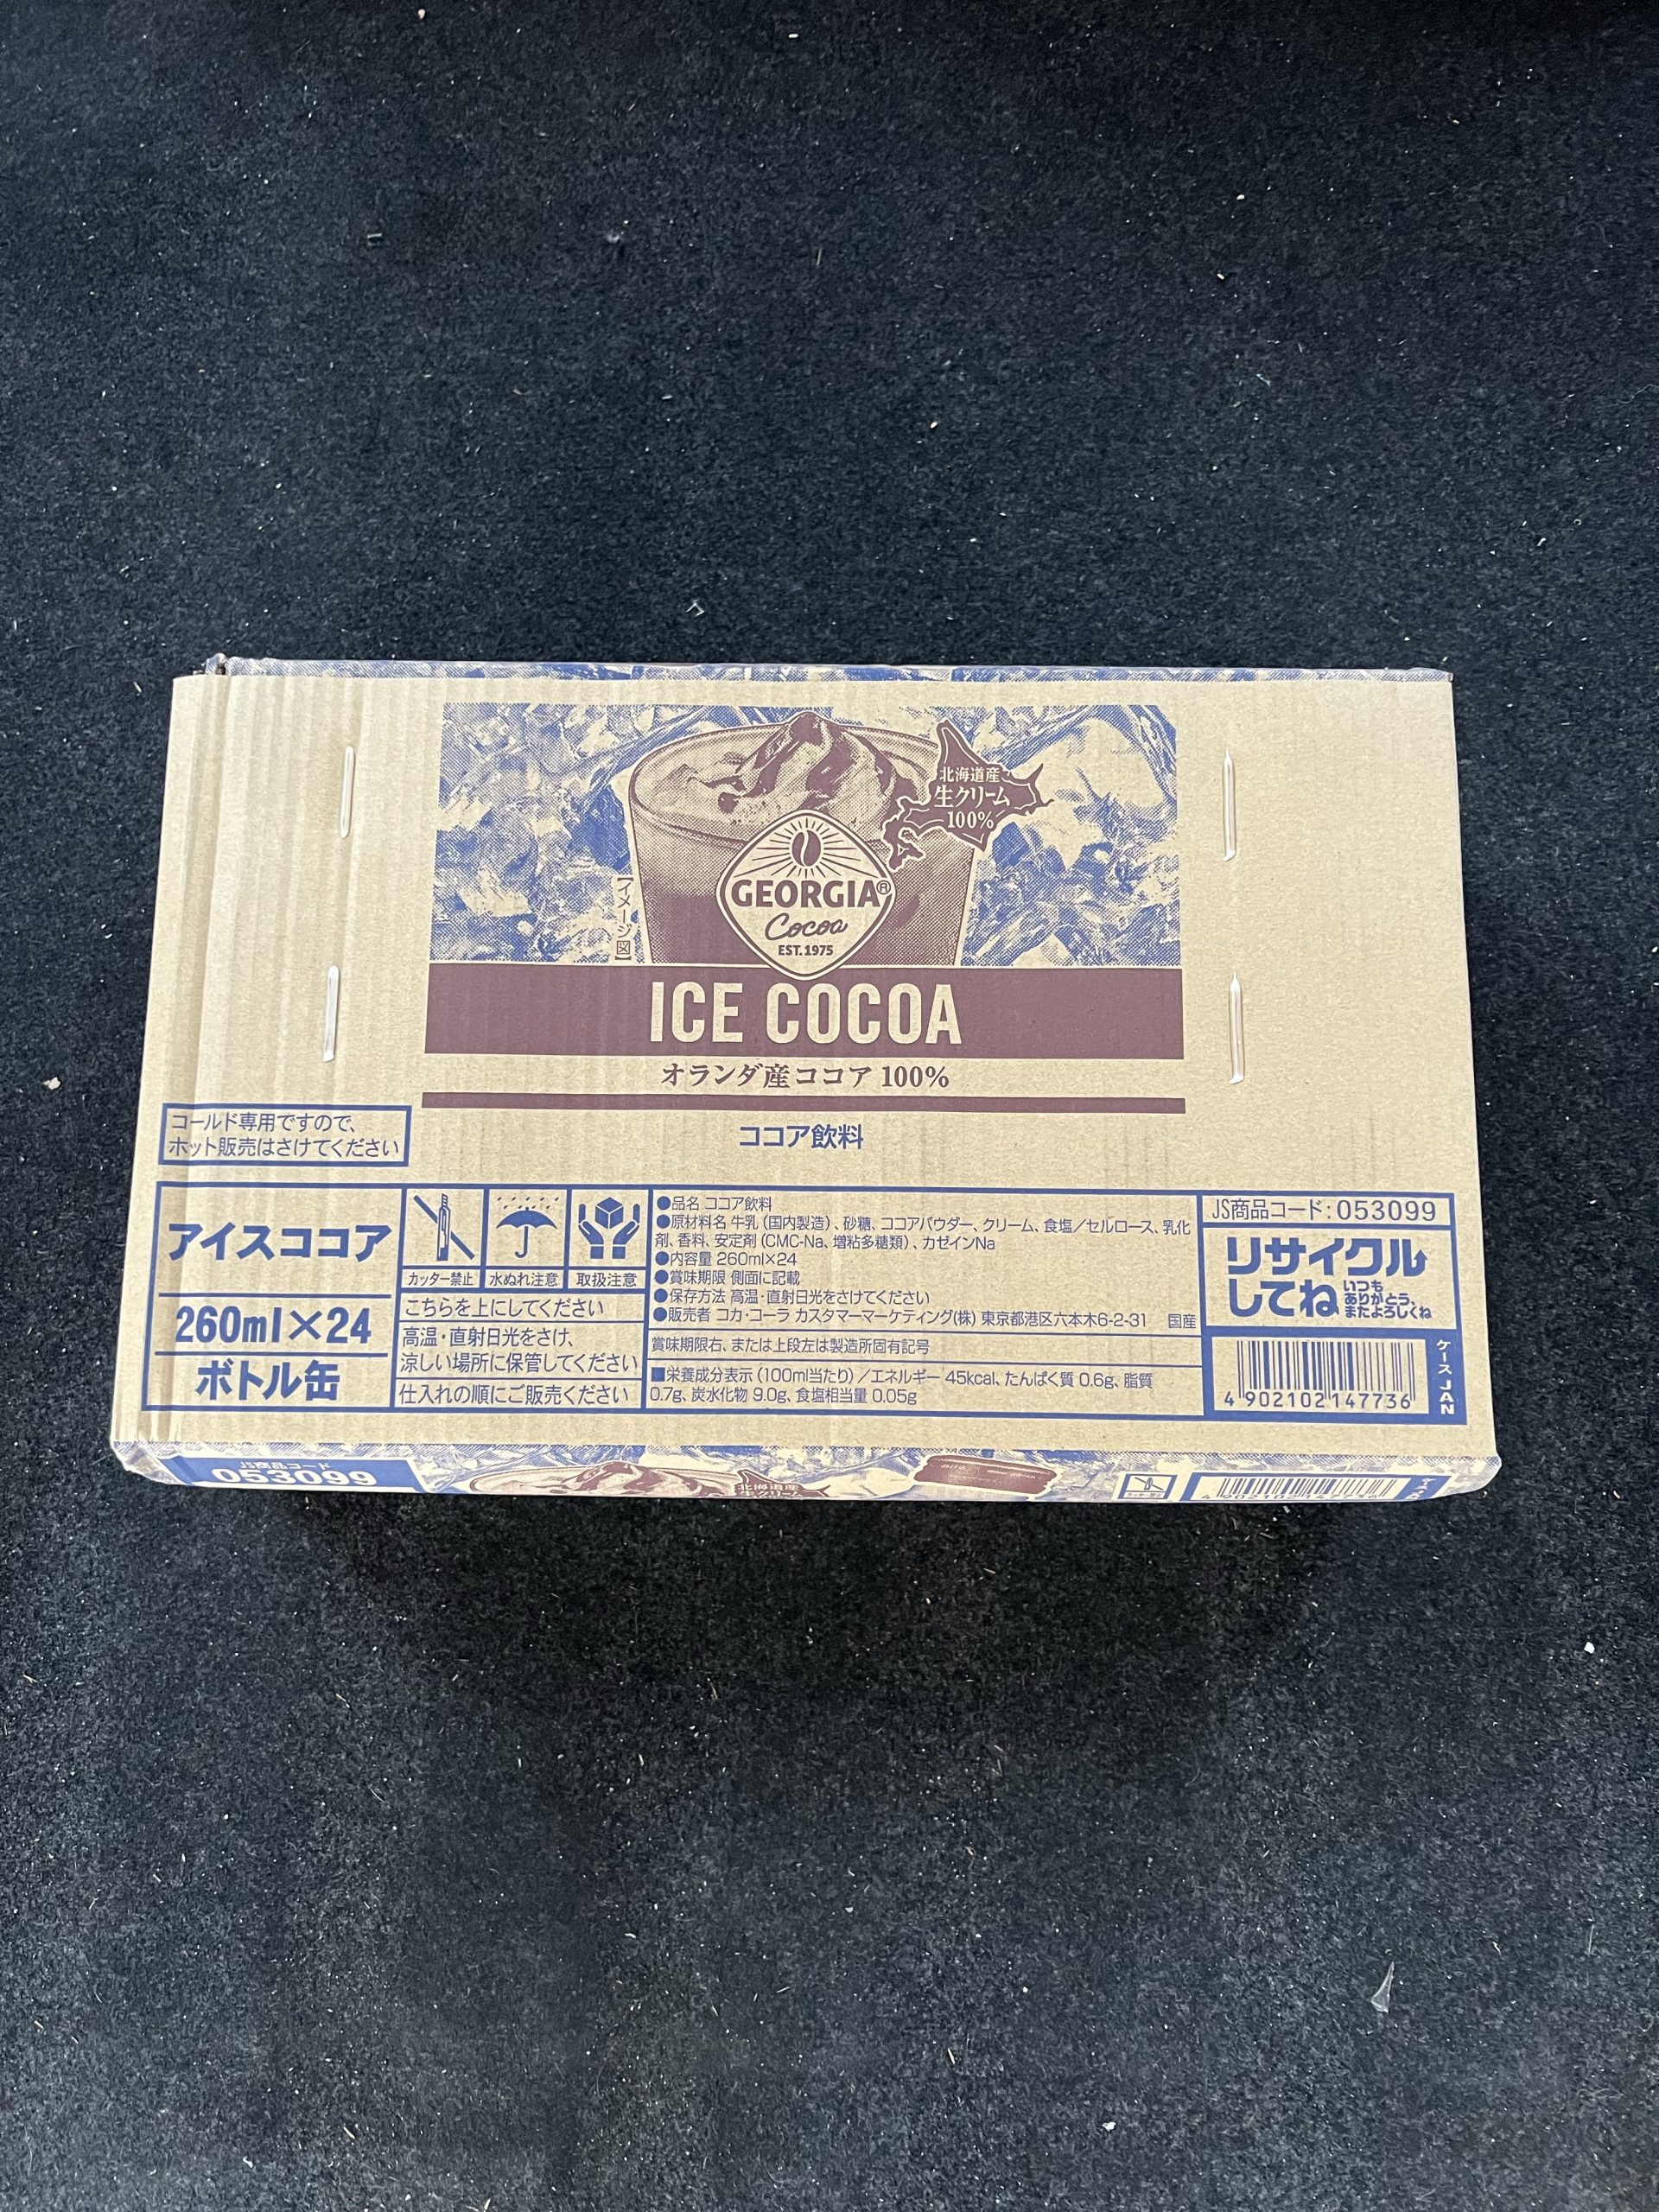 北海道産
生クリーム
100%
【イメージ図】
GEORGIA®
Cocoa
EST.1975
ICE COCOA
オランダ産ココア 100%
ココア飲料
コールド専用ですので、
ホット販売はさけてください
アイスココア
260ml×24
ボトル缶
カッター禁止
水ぬれ注意
取扱注意
こちらを上にしてください
高温・直射日光をさけ、
涼しい場所に保管してください
仕入れの順にご販売ください
●品名 ココア飲料
●原材料名 牛乳(国内製造)、砂糖、ココアパウダー、クリーム、食塩/セルロース、乳化
剤、香料、安定剤(CMC-Na、増粘多糖類)、カゼインNa
●内容量 260ml×24
●賞味期限 側面に記載
●保存方法 高温・直射日光をさけてください
●販売者 コカ・コーラ カスタマーマーケティング(株) 東京都港区六本木6-2-31 国産
賞味期限右、または上段左は製造所固有記号
■栄養成分表示(100ml当たり)/エネルギー 45kcal、たんぱく質 0.6g、脂質
0.7g、炭水化物 9.0g、食塩相当量 0.05g
JS商品コード:053099
リサイクル
してね
いつも
ありがとう。
またよろしくね
4 902102 147736
ケースJAN
JS商品コード
053099
北海道産
生クリーム